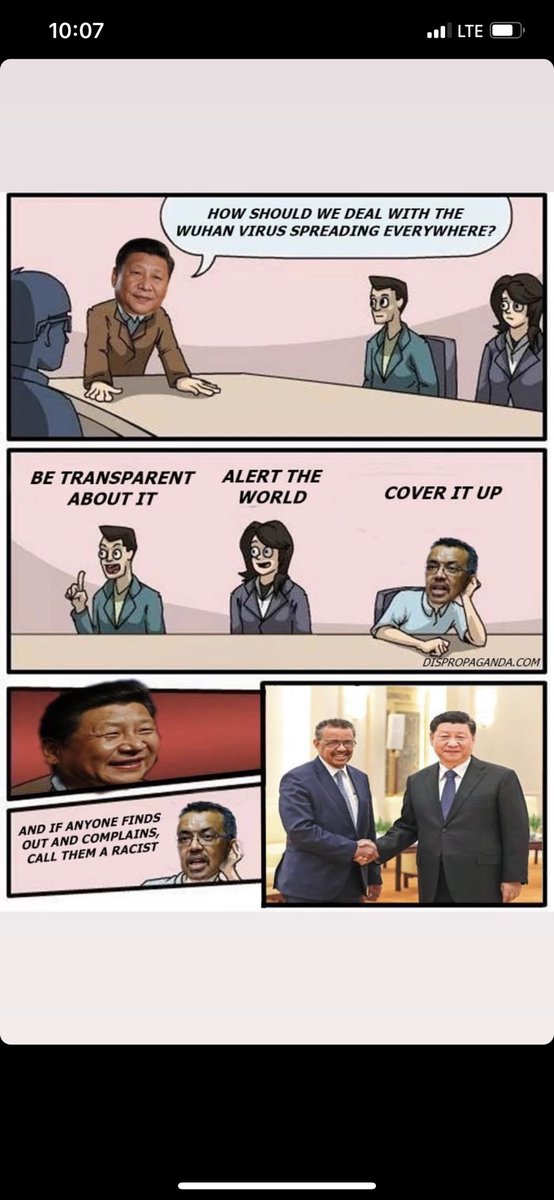 10:07
LTE
HOW SHOULD WE DEAL WITH THE
WUHAN VIRUS SPREADING EVERYWHERE?
BE TRANSPARENT
ABOUT IT
ALERT THE
WORLD
COVER IT UP
DISPROPAGANDA.COM
AND IF ANYONE FINDS
OUT AND COMPLAINS,
CALL THEM A RACIST